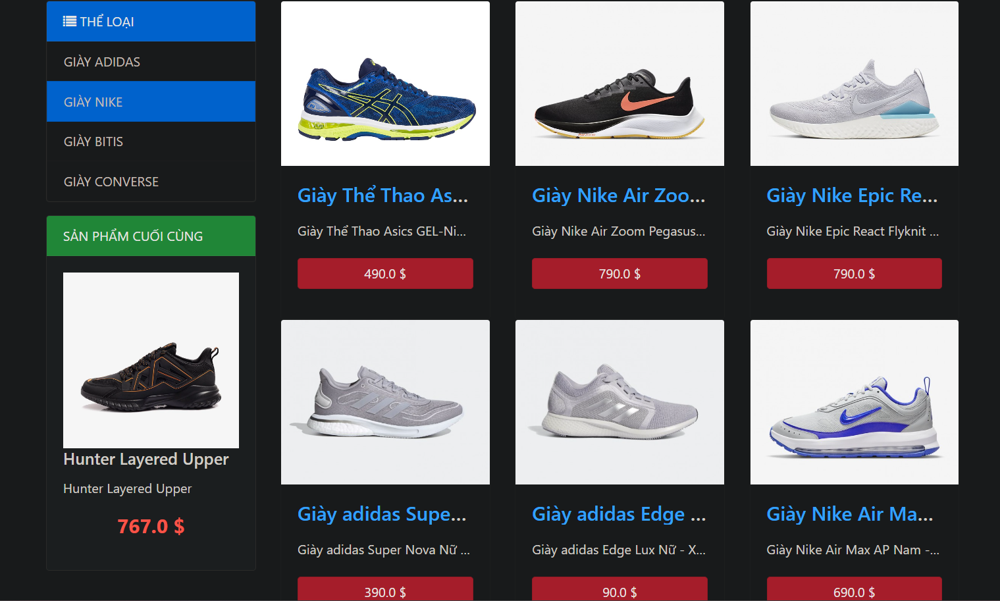 THỂ LOẠI
GIÀY ADIDAS
GIÀY NIKE
GIÀY BITIS
GIÀY CONVERSE
SẢN PHẨM CUỐI CÙNG
Hunter Layered Upper
Hunter Layered Upper
767.0 $
Giày Thể Thao As...
Giày Thể Thao Asics GEL-Ni...
490.0 $
Giày Nike Air Zoo...
Giày Nike Air Zoom Pegasus...
790.0 $
Giày Nike Epic Re...
Giày Nike Epic React Flyknit ...
790.0 $
Giày adidas Supe...
Giày adidas Super Nova Nữ ...
390.0 $
Giày adidas Edge ...
Giày adidas Edge Lux Nữ - X...
90.0 $
Giày Nike Air Ma...
Giày Nike Air Max AP Nam -...
690.0 $